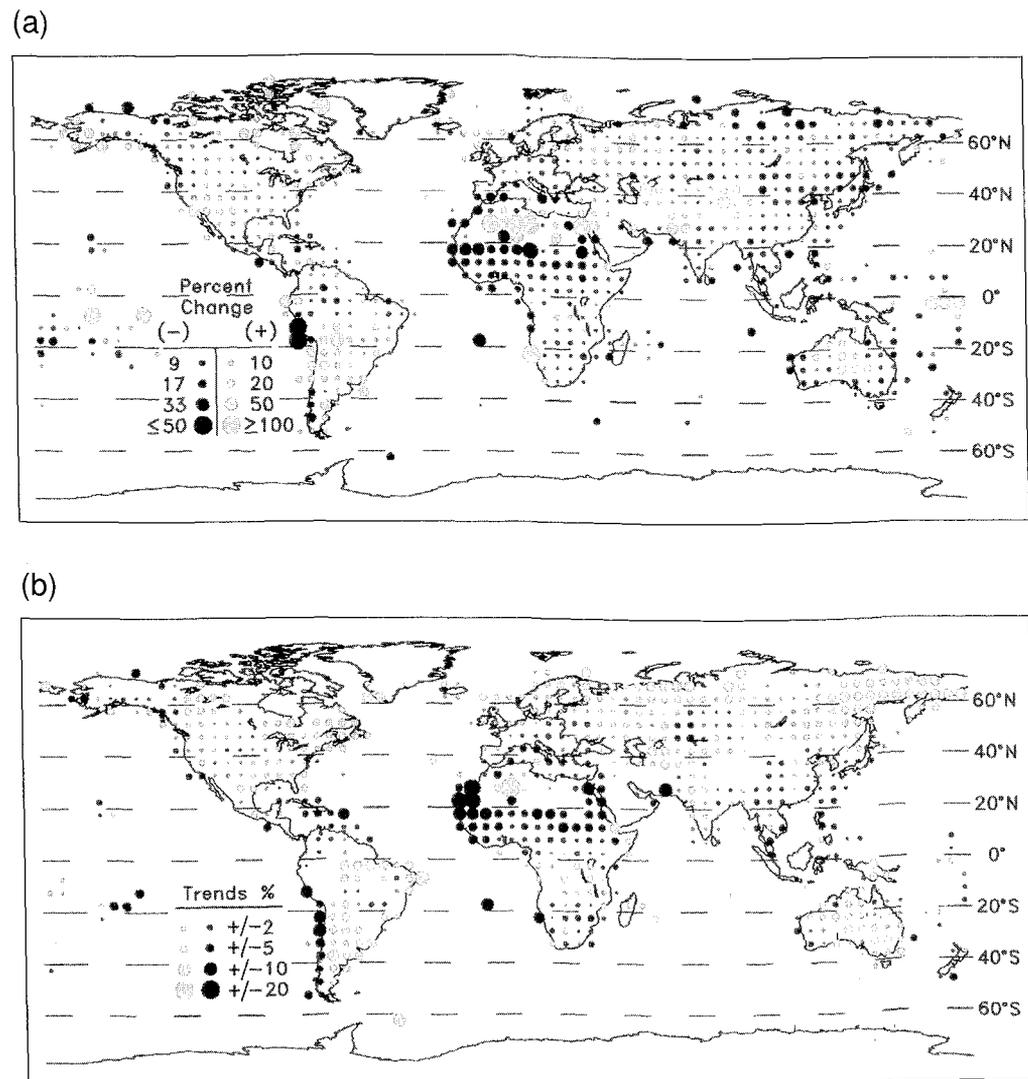 (a)
60°N
40°N
20°N
0°
20°S
40°S
60°S
Percent
Change
(-) (+)
9 10
17 20
33 50
≤50 ≥100
(b)
60°N
40°N
20°N
0°
20°S
40°S
60°S
Trends %
+/-2
+/-5
+/-10
+/-20